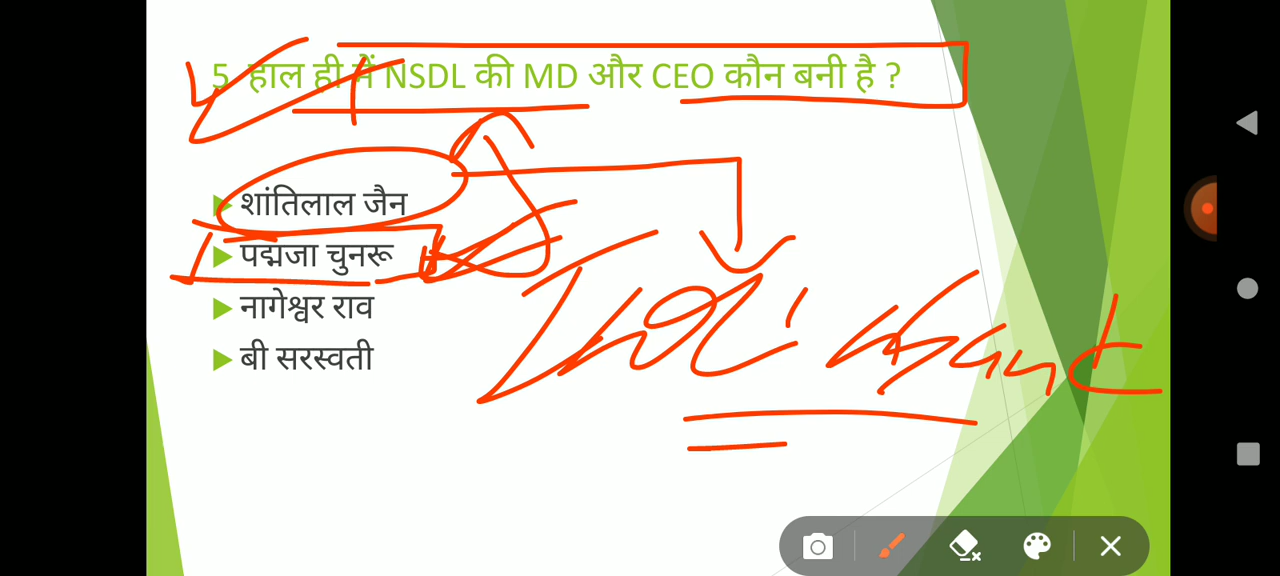 5. हाल ही में NSDL की MD और CEO कौन बनी है ?
शांतिलाल जैन
पद्मजा चुनरू
नागेश्वर राव
बी सरस्वती